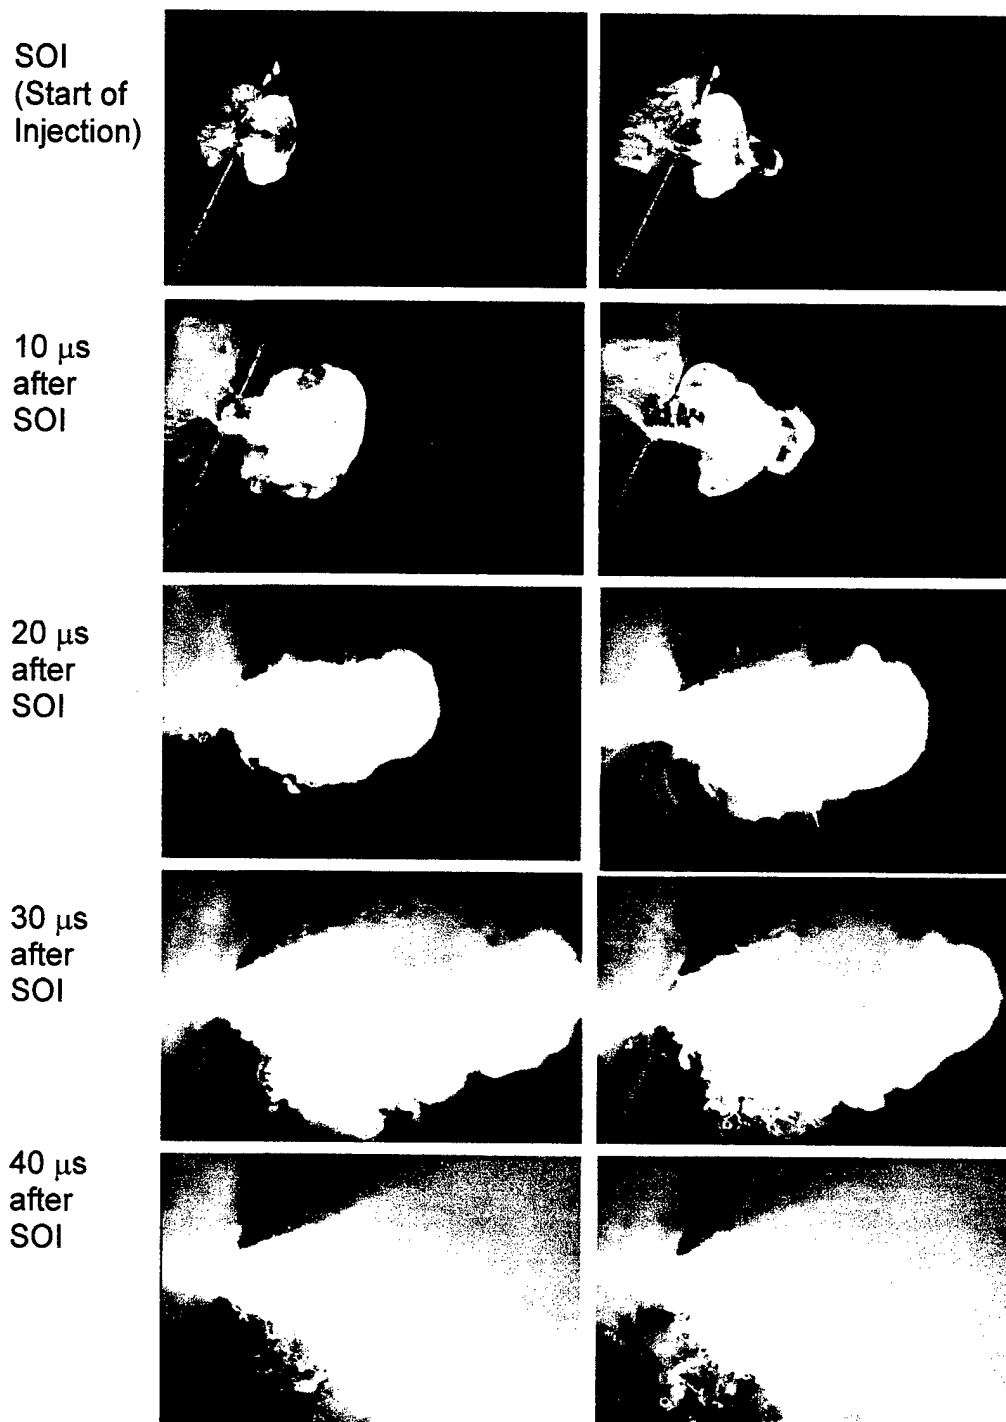 SOI
(Start of
Injection)
10 μs
after
SOI
20 μs
after
SOI
30 μs
after
SOI
40 μs
after
SOI